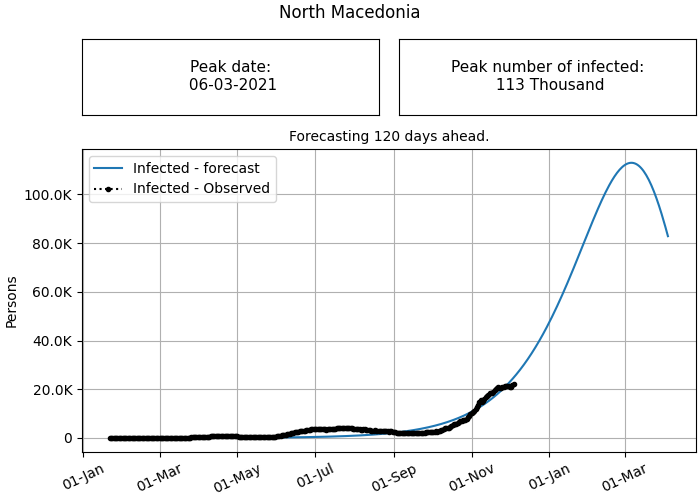 North Macedonia
Peak date:
06-03-2021
Peak number of infected:
113 Thousand
Forecasting 120 days ahead.
Infected - forecast
Infected - Observed
Persons
100.0K
80.0K
60.0K
40.0K
20.0K
0
01-Jan
01-Mar
01-May
01-Jul
01-Sep
01-Nov
01-Jan
01-Mar